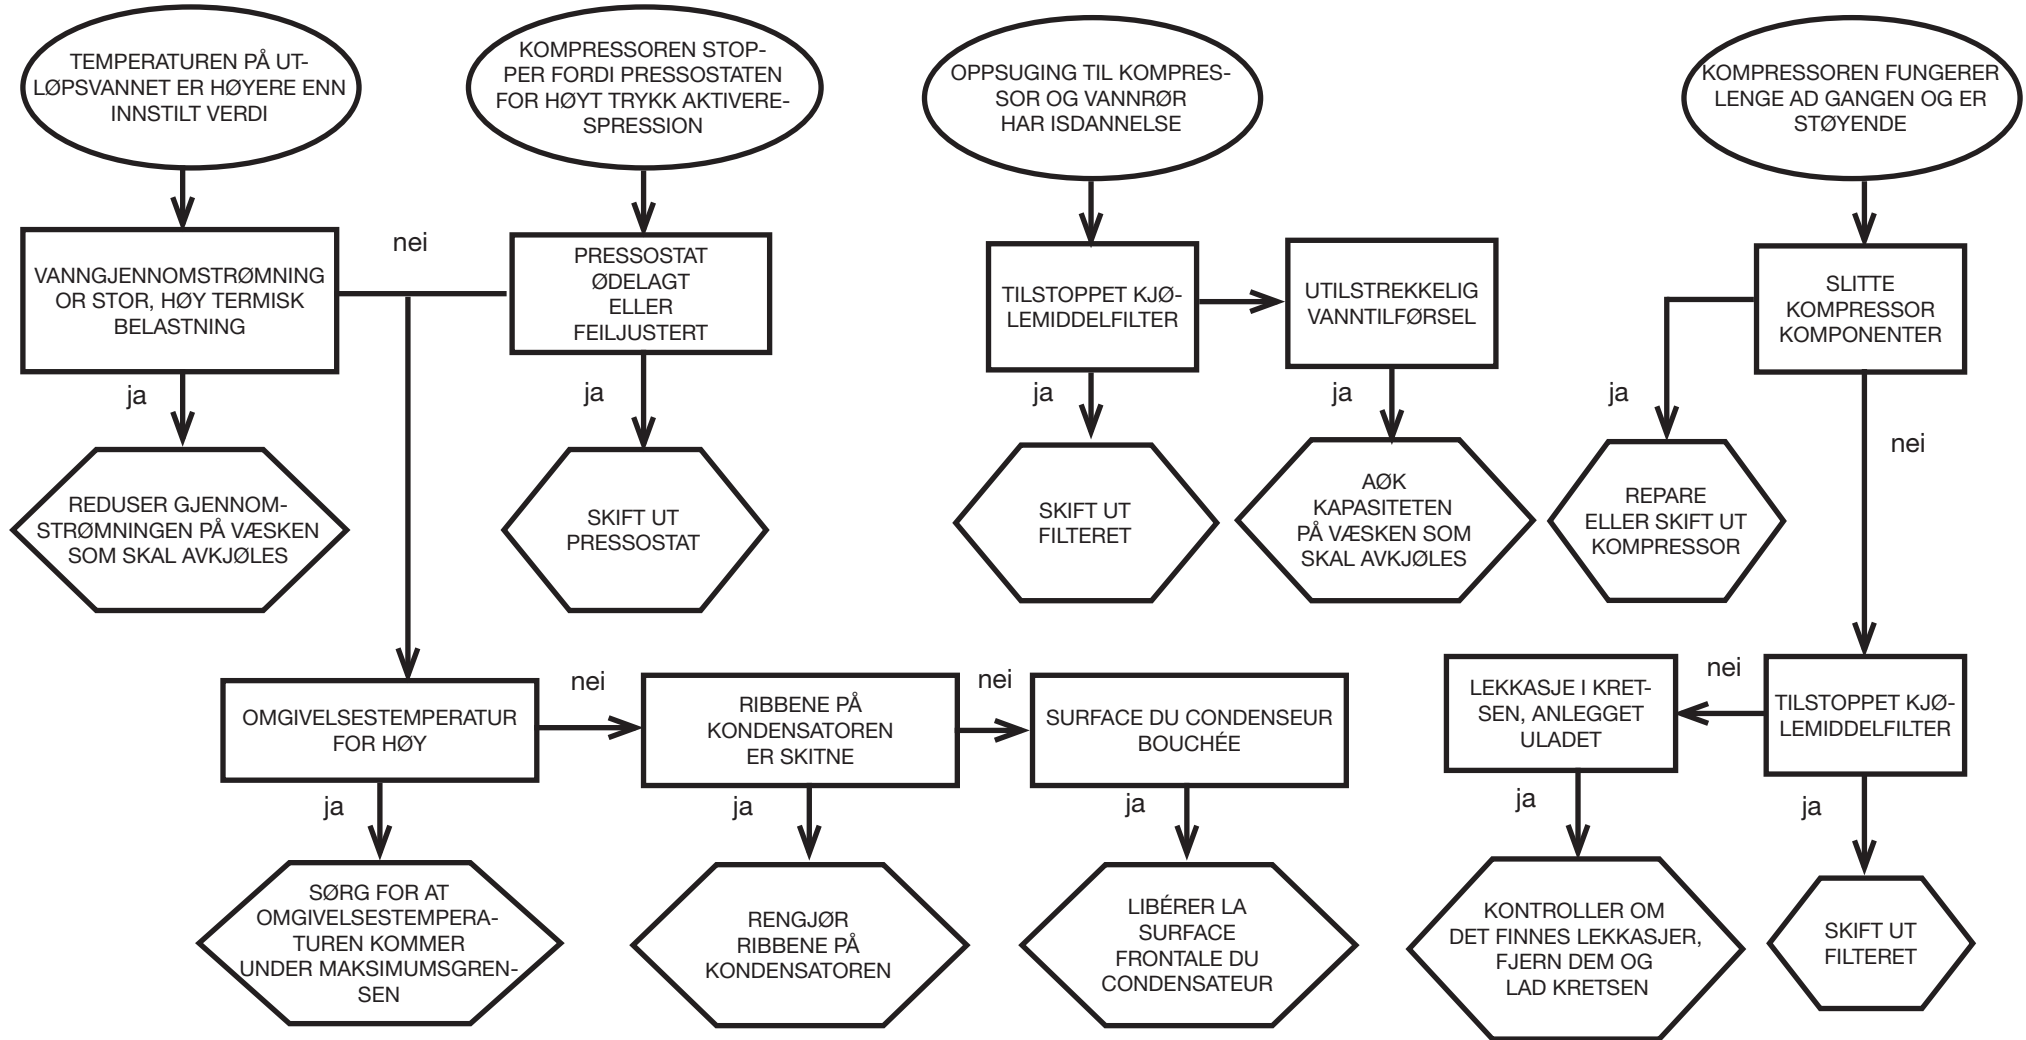 TEMPERATUREN PÅ UT-
LØPSVANNET ER HØYERE ENN
INNSTILT VERDI
KOMPRESSOREN STOP-
PER FORDI PRESSOSTATEN
FOR HØYT TRYKK AKTIVERE-
SPRESSION
OPPSUGING TIL KOMPRES-
SOR OG VANNRØR
HAR ISDANNELSE
KOMPRESSOREN FUNGERER
LENGE AD GANGEN OG ER
STØYENDE
VANNGJENNOMSTRØMNING
OR STOR, HØY TERMISK
BELASTNING
nei
PRESSOSTAT
ØDELAGT
ELLER
FEILJUSTERT
TILSTOPPET KJØ-
LEMIDDELFILTER
UTILSTREKKELIG
VANNTILFØRSEL
SLITTE
KOMPRESSOR
KOMPONENTER
ja
ja
ja
ja
ja
nei
REDUSER GJENNOM-
STRØMNINGEN PÅ VÆSKEN
SOM SKAL AVKJØLES
SKIFT UT
PRESSOSTAT
SKIFT UT
FILTERET
AØK
KAPASITETEN
PÅ VÆSKEN SOM
SKAL AVKJØLES
REPARE
ELLER SKIFT UT
KOMPRESSOR
OMGIVELSESTEMPERATUR
FOR HØY
nei
RIBBENE PÅ
KONDENSATOREN
ER SKITNE
nei
SURFACE DU CONDENSEUR
BOUCHÉE
LEKKASJE I KRET-
SEN, ANLEGGET
ULADET
nei
TILSTOPPET KJØ-
LEMIDDELFILTER
ja
ja
ja
ja
ja
SØRG FOR AT
OMGIVELSESTEMPERA-
TUREN KOMMER
UNDER MAKSIMUMSGREN-
SEN
RENGJØR
RIBBENE PÅ
KONDENSATOREN
LIBÉRER LA
SURFACE
FRONTALE DU
CONDENSATEUR
KONTROLLER OM
DET FINNES LEKKASJER,
FJERN DEM OG
LAD KRETSEN
SKIFT UT
FILTERET